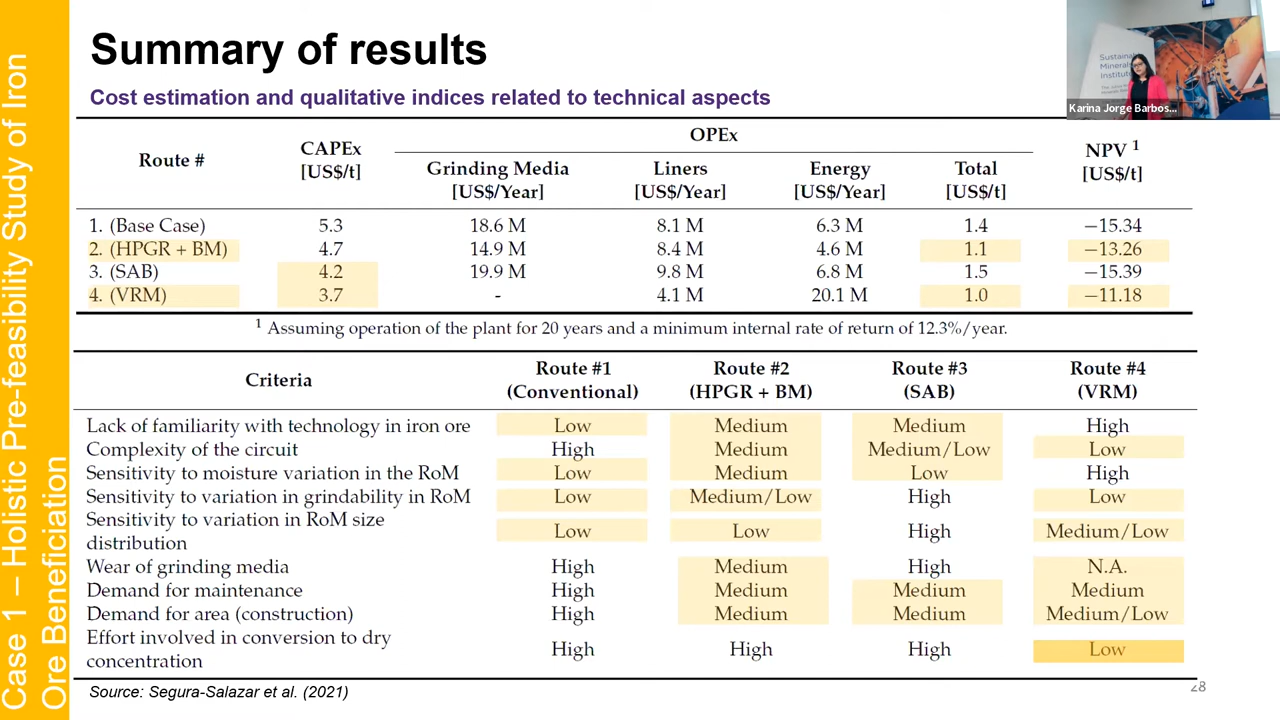 Case 1 – Holistic Pre-feasibility Study of Iron
Ore Beneficiation
Summary of results
Cost estimation and qualitative indices related to technical aspects
Sustainab
Minerals
Institute
Karina Jorge Barbos...
Route # CAPEx [US$/t] OPEx NPV 1 [US$/t]
Grinding Media [US$/Year] Liners [US$/Year] Energy [US$/Year] Total [US$/t]
1. (Base Case) 5.3 18.6 M 8.1 M 6.3 M 1.4 −15.34
2. (HPGR + BM) 4.7 14.9 M 8.4 M 4.6 M 1.1 −13.26
3. (SAB) 4.2 19.9 M 9.8 M 6.8 M 1.5 −15.39
4. (VRM) 3.7 - 4.1 M 20.1 M 1.0 −11.18
1 Assuming operation of the plant for 20 years and a minimum internal rate of return of 12.3%/year.
Criteria Route #1 (Conventional) Route #2 (HPGR + BM) Route #3 (SAB) Route #4 (VRM)
Lack of familiarity with technology in iron ore Low Medium Medium High
Complexity of the circuit High Medium Medium/Low Low
Sensitivity to moisture variation in the RoM Low Medium Low High
Sensitivity to variation in grindability in RoM Low Medium/Low High Low
Sensitivity to variation in RoM size distribution Low Low High Medium/Low
Wear of grinding media High Medium High N.A.
Demand for maintenance High Medium Medium Medium
Demand for area (construction) High Medium Medium Medium/Low
Effort involved in conversion to dry concentration High High High Low
Source: Segura-Salazar et al. (2021)
28